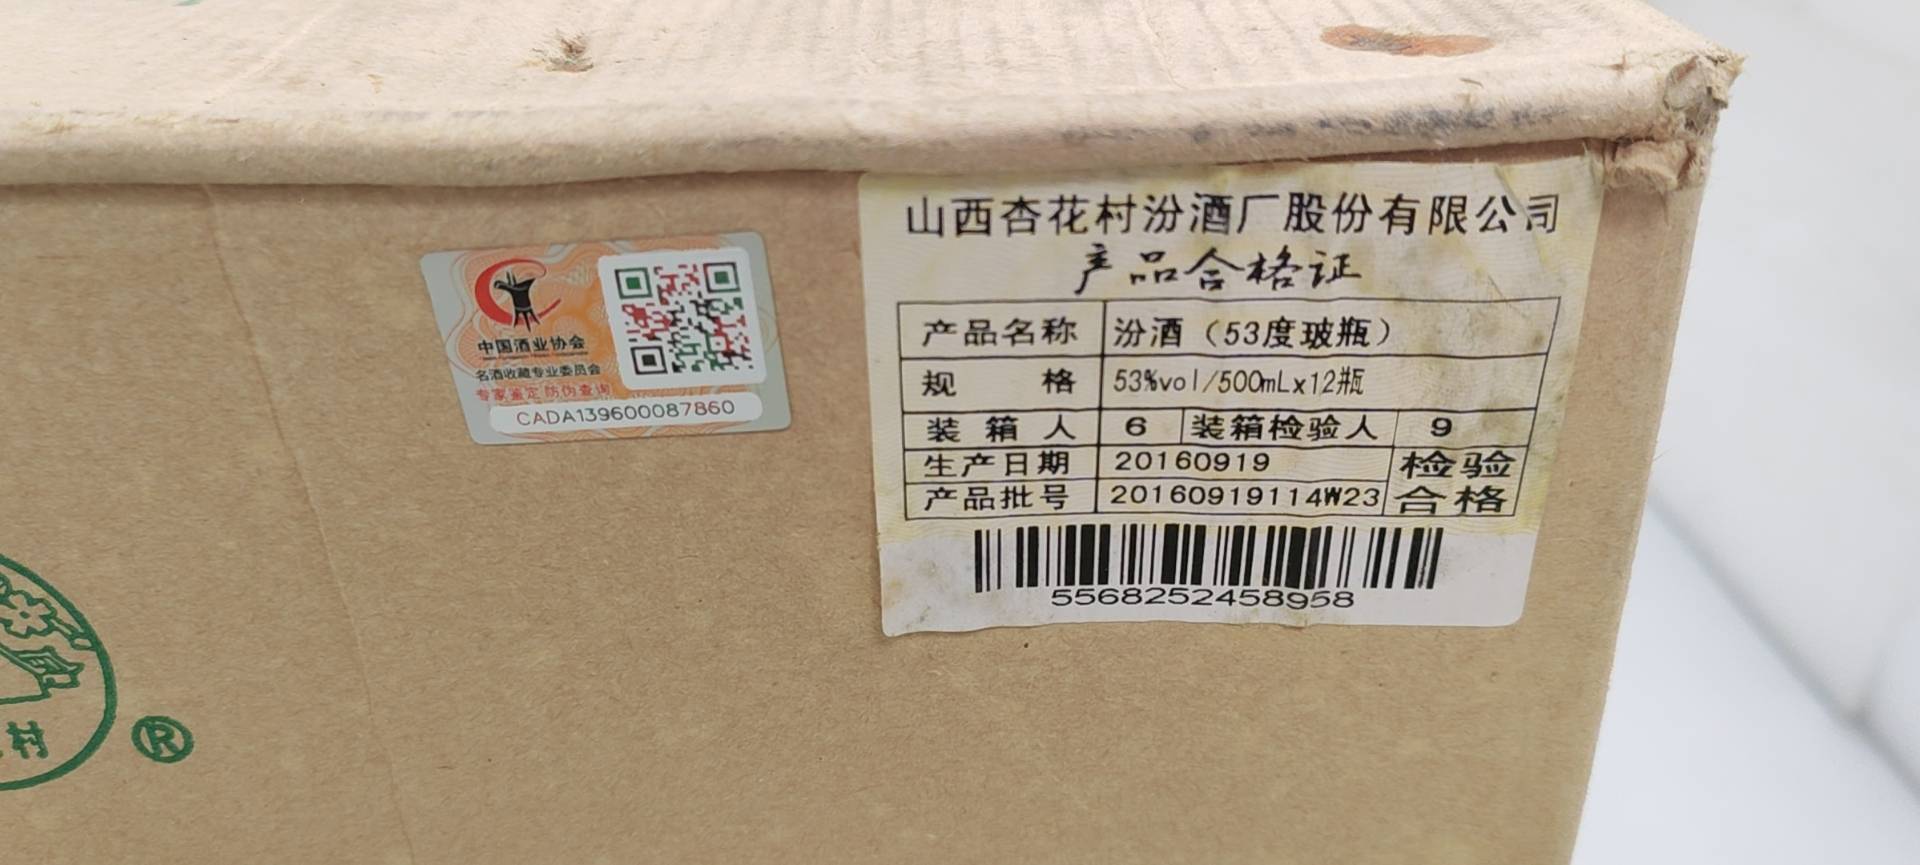 中国酒业协会
名酒收藏专业委员会
专家鉴定 防伪查询
CADA139600087860
山西杏花村汾酒厂股份有限公司
产品合格证
产品名称 汾酒（53度玻瓶）
规 格 53%vol/500mLx12瓶
装 箱 人 6 装箱检验人 9
生产日期 20160919 检验
产品批号 20160919114W23 合格
5568252458958
村
®